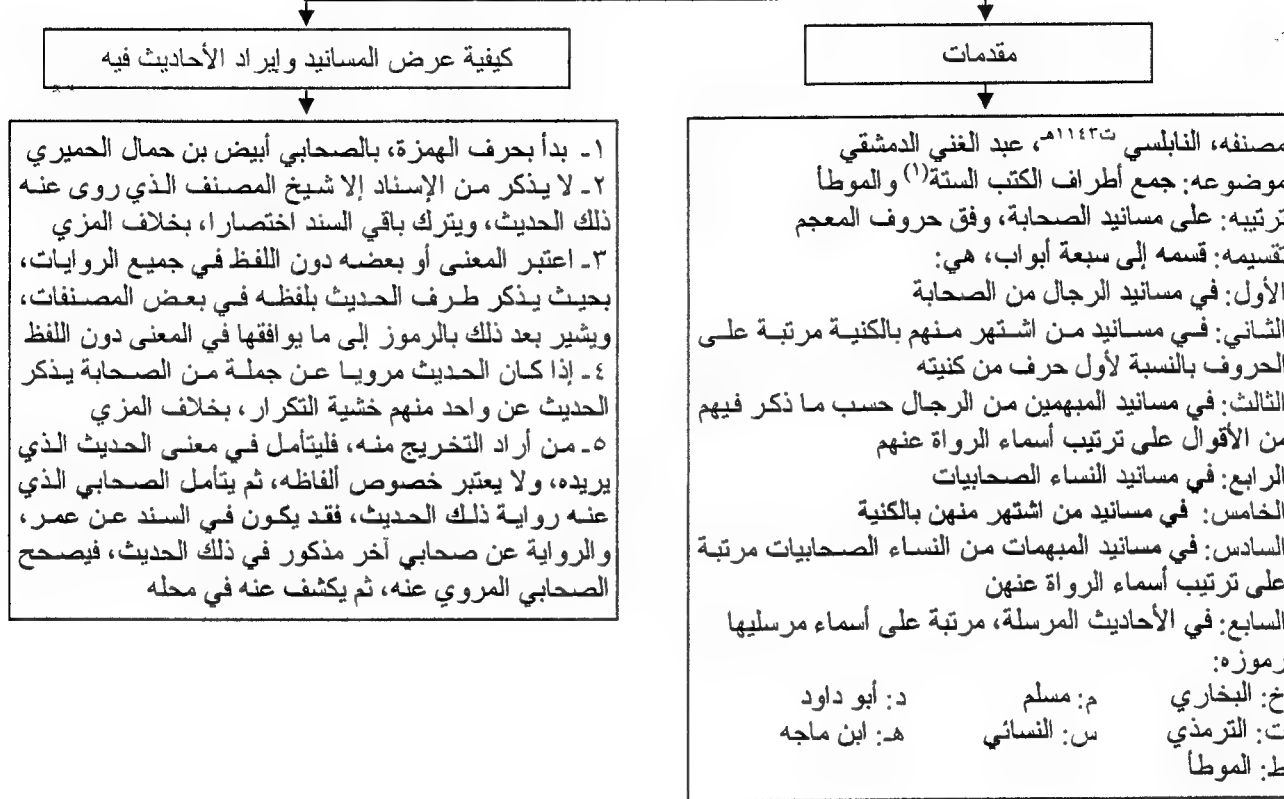 مقدمات
مصنفه، النابلسي ت١١٤٣هـ، عبد الغني الدمشقي
موضوعه: جمع أطراف الكتب الستة(١) والموطأ
ترتيبه: على مسانيد الصحابة، وفق حروف المعجم
تقسيمه: قسمه إلى سبعة أبواب، هي:
الأول: في مسانيد الرجال من الصحابة
الثاني: في مسانيد من اشتهر منهم بالكنية مرتبة على
الحروف بالنسبة لأول حرف من كنيته
الثالث: في مسانيد المبهمين من الرجال حسب ما ذكر فيهم
من الأقوال على ترتيب أسماء الرواة عنهم
الرابع: في مسانيد النساء الصحابيات
الخامس: في مسانيد من اشتهر منهن بالكنية
السادس: في مسانيد المبهمات من النساء الصحابيات مرتبة
على ترتيب أسماء الرواة عنهن
السابع: في الأحاديث المرسلة، مرتبة على أسماء مرسليها
رموزه:
خ: البخاري م: مسلم د: أبو داود
ت: الترمذي س: النسائي هـ: ابن ماجه
ط: الموطأ
كيفية عرض المسانيد وإيراد الأحاديث فيه
١ـ بدأ بحرف الهمزة، بالصحابي أبيض بن حمال الحميري
٢ـ لا يذكر من الإسناد إلا شيخ المصنف الذي روى عنه
ذلك الحديث، ويترك باقي السند اختصارا، بخلاف المزي
٣ـ اعتبر المعنى أو بعضه دون اللفظ في جميع الروايات،
بحيث يذكر طرف الحديث بلفظه في بعض المصنفات،
ويشير بعد ذلك بالرموز إلى ما يوافقها في المعنى دون اللفظ
٤ـ إذا كان الحديث مرويا عن جملة من الصحابة يذكر
الحديث عن واحد منهم خشية التكرار، بخلاف المزي
٥ـ من أراد التخريج منه، فليتأمل في معنى الحديث الذي
يريده، ولا يعتبر خصوص ألفاظه، ثم يتأمل الصحابي الذي
عنه رواية ذلك الحديث، فقد يكون في السند عن عمر،
والرواية عن صحابي آخر مذكور في ذلك الحديث، فيصحح
الصحابي المروي عنه، ثم يكشف عنه في محله